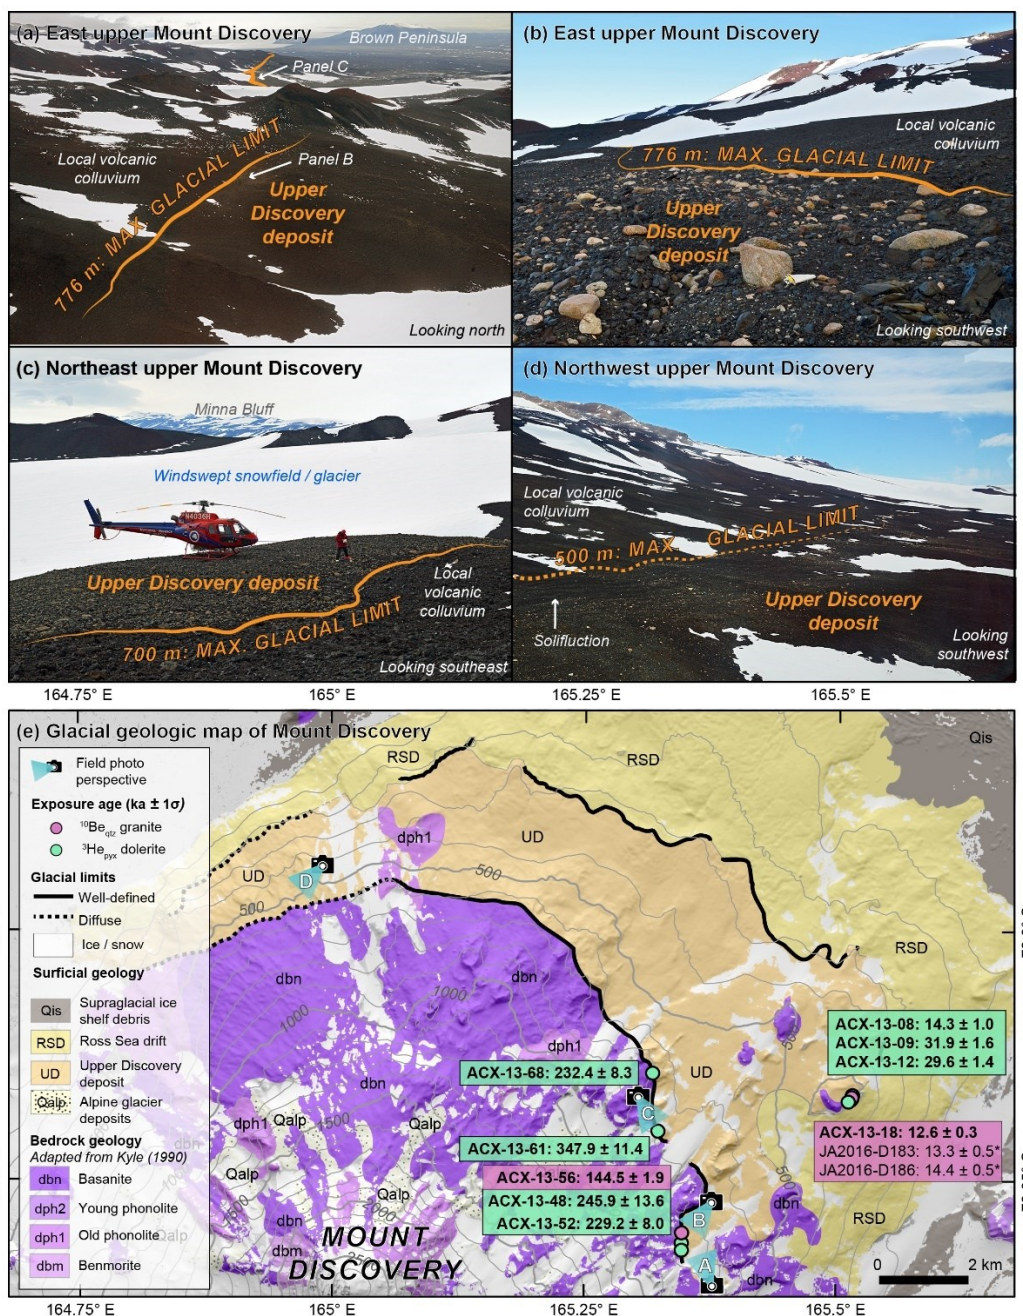 (a) East upper Mount Discovery
Brown Peninsula
Panel C
Local volcanic
colluvium
776 m: MAX. GLACIAL LIMIT
Panel B
Upper
Discovery
deposit
Looking north
(b) East upper Mount Discovery
Local volcanic
colluvium
776 m: MAX. GLACIAL LIMIT
Upper
Discovery
deposit
Looking southwest
(c) Northeast upper Mount Discovery
Minna Bluff
Windswept snowfield / glacier
N4036H
Upper Discovery deposit
Local
volcanic
colluvium
700 m: MAX. GLACIAL LIMIT
Looking southeast
(d) Northwest upper Mount Discovery
Local volcanic
colluvium
500 m: MAX. GLACIAL LIMIT
Upper Discovery
deposit
Solifluction
Looking
southwest
164.75° E
165° E
165.25° E
165.5° E
(e) Glacial geologic map of Mount Discovery
Field photo
perspective
Exposure age (ka ± 1σ)
¹⁰Be_qtz granite
³He_pyx dolerite
Glacial limits
Well-defined
Diffuse
Ice / snow
Surficial geology
Qis Supraglacial ice
shelf debris
RSD Ross Sea drift
UD Upper Discovery
deposit
Qalp Alpine glacier
deposits
Bedrock geology
Adapted from Kyle (1990)
dbn Basanite
dph2 Young phonolite
dph1 Old phonolite
dbm Benmorite
RSD
RSD
Qis
dph1
UD
UD
D
500
500
500
RSD
dbn
dbn
1000
1000
dph1
ACX-13-08: 14.3 ± 1.0
ACX-13-09: 31.9 ± 1.6
ACX-13-12: 29.6 ± 1.4
ACX-13-68: 232.4 ± 8.3
UD
dbn
1500
Qalp
Qalp
dph1
C
ACX-13-61: 347.9 ± 11.4
ACX-13-18: 12.6 ± 0.3
JA2016-D183: 13.3 ± 0.5*
JA2016-D186: 14.4 ± 0.5*
ACX-13-56: 144.5 ± 1.9
ACX-13-48: 245.9 ± 13.6
ACX-13-52: 229.2 ± 8.0
Qalp
Qalp
1500
2000
500
dbn
dbn
B
RSD
MOUNT
DISCOVERY
dbm
A
dbn
0 2 km
164.75° E
165° E
165.25° E
165.5° E